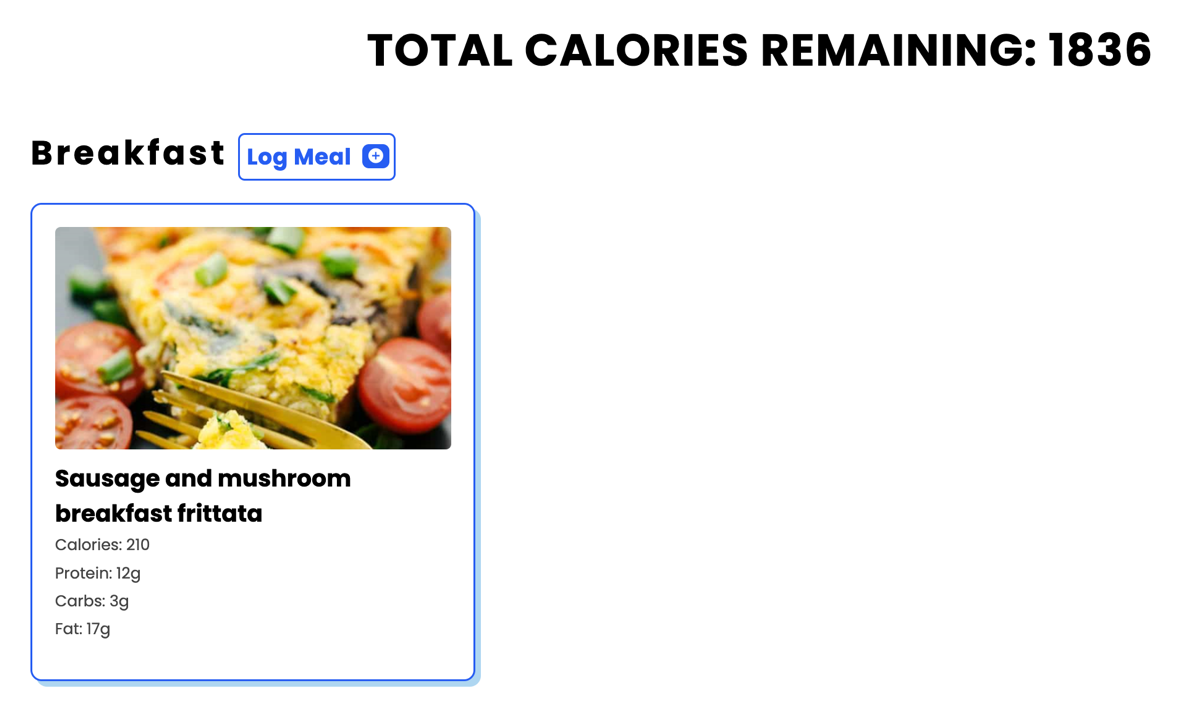 TOTAL CALORIES REMAINING: 1836
Breakfast
Log Meal
Sausage and mushroom
breakfast frittata
Calories: 210
Protein: 12g
Carbs: 3g
Fat: 17g